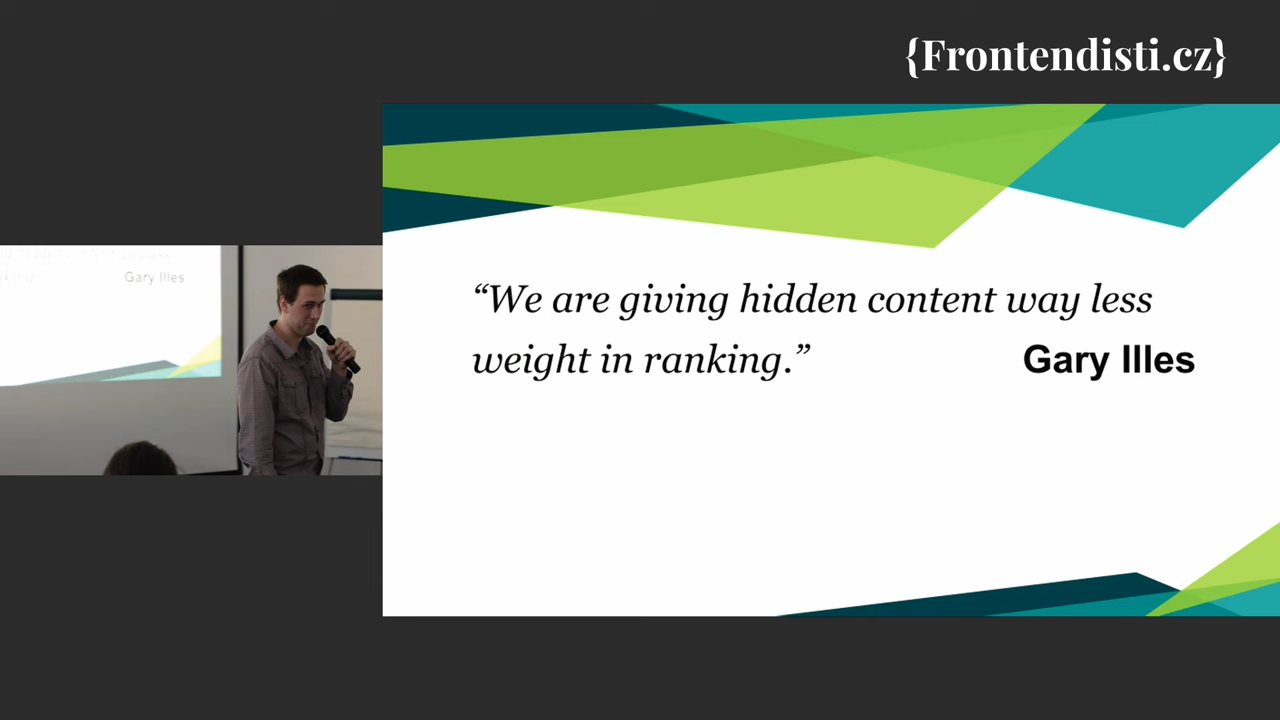 {Frontendisti.cz}
“We are giving hidden content way less
weight in ranking.” Gary Illes
Gary Illes